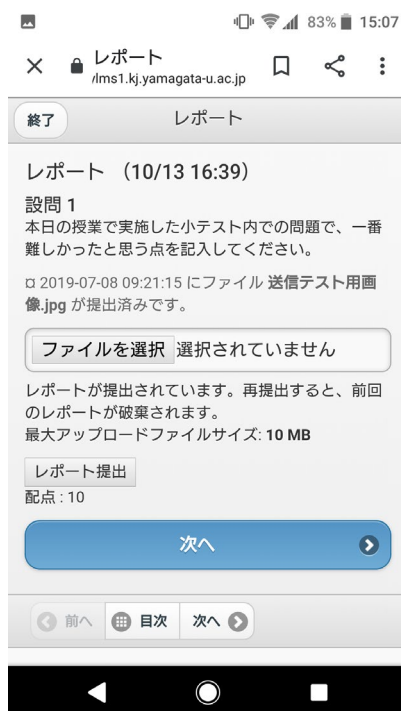 83% 15:07
レポート
/lms1.kj.yamagata-u.ac.jp
終了 レポート
レポート （10/13 16:39）
設問 1
本日の授業で実施した小テスト内での問題で、一番
難しかったと思う点を記入してください。
¤ 2019-07-08 09:21:15 にファイル 送信テスト用画
像.jpg が提出済みです。
ファイルを選択 選択されていません
レポートが提出されています。再提出すると、前回
のレポートが破棄されます。
最大アップロードファイルサイズ: 10 MB
レポート提出
配点 : 10
次へ
前へ 目次 次へ